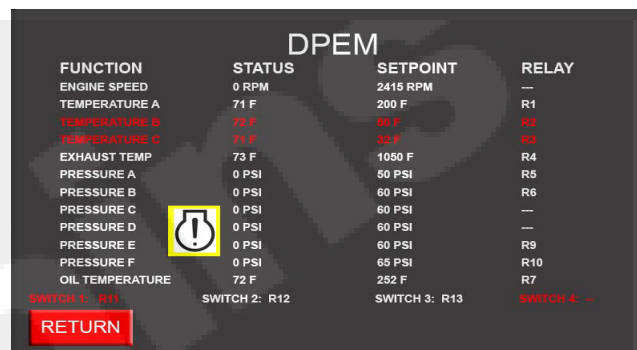 DPEM
FUNCTION STATUS SETPOINT RELAY
ENGINE SPEED 0 RPM 2415 RPM ---
TEMPERATURE A 71 F 200 F R1
TEMPERATURE B 72 F 50 F R2
TEMPERATURE C 71 F 32 F R3
EXHAUST TEMP 73 F 1050 F R4
PRESSURE A 0 PSI 50 PSI R5
PRESSURE B 0 PSI 60 PSI R6
PRESSURE C 0 PSI 60 PSI ---
PRESSURE D 0 PSI 60 PSI ---
PRESSURE E 0 PSI 60 PSI R9
PRESSURE F 0 PSI 65 PSI R10
OIL TEMPERATURE 72 F 252 F R7
SWITCH 1: R11 SWITCH 2: R12 SWITCH 3: R13 SWITCH 4: --
RETURN